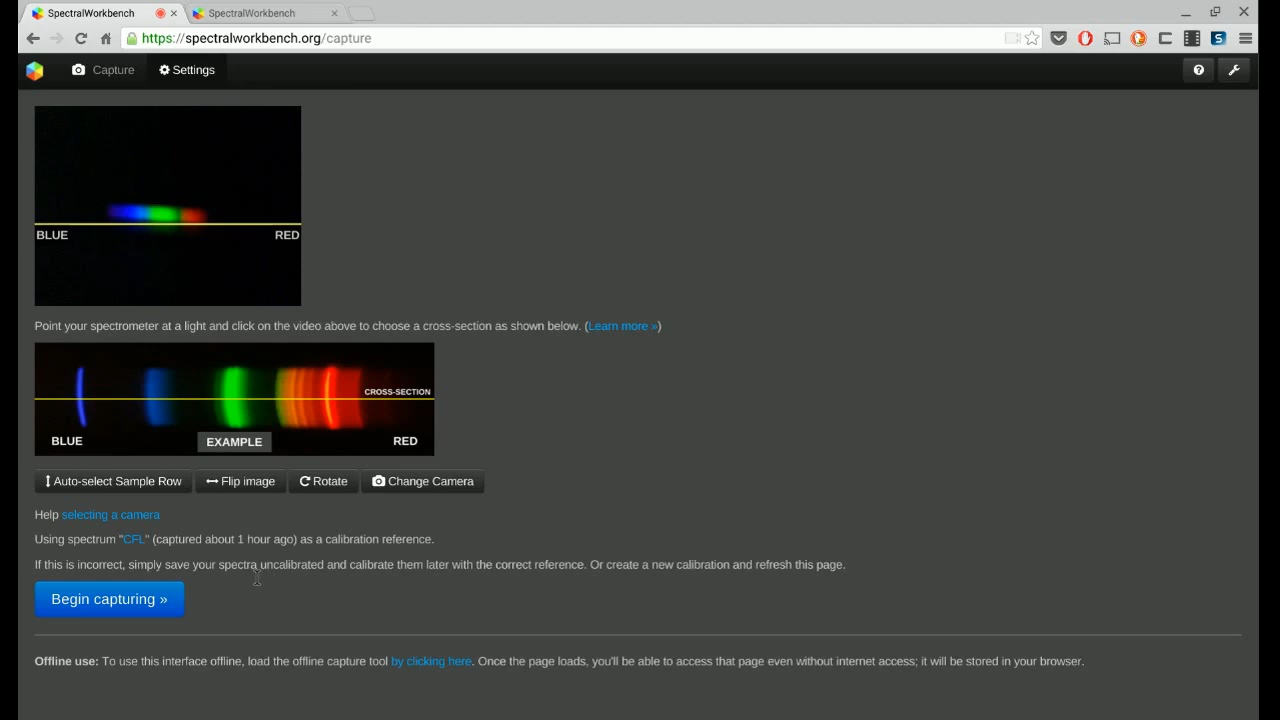 SpectralWorkbench SpectralWorkbench
https://spectralworkbench.org/capture
Capture Settings
BLUE RED
Point your spectrometer at a light and click on the video above to choose a cross-section as shown below. (Learn more »)
CROSS-SECTION
BLUE EXAMPLE RED
Auto-select Sample Row Flip image Rotate Change Camera
Help selecting a camera
Using spectrum "CFL" (captured about 1 hour ago) as a calibration reference.
If this is incorrect, simply save your spectra uncalibrated and calibrate them later with the correct reference. Or create a new calibration and refresh this page.
Begin capturing »
Offline use: To use this interface offline, load the offline capture tool by clicking here. Once the page loads, you'll be able to access that page even without internet access; it will be stored in your browser.